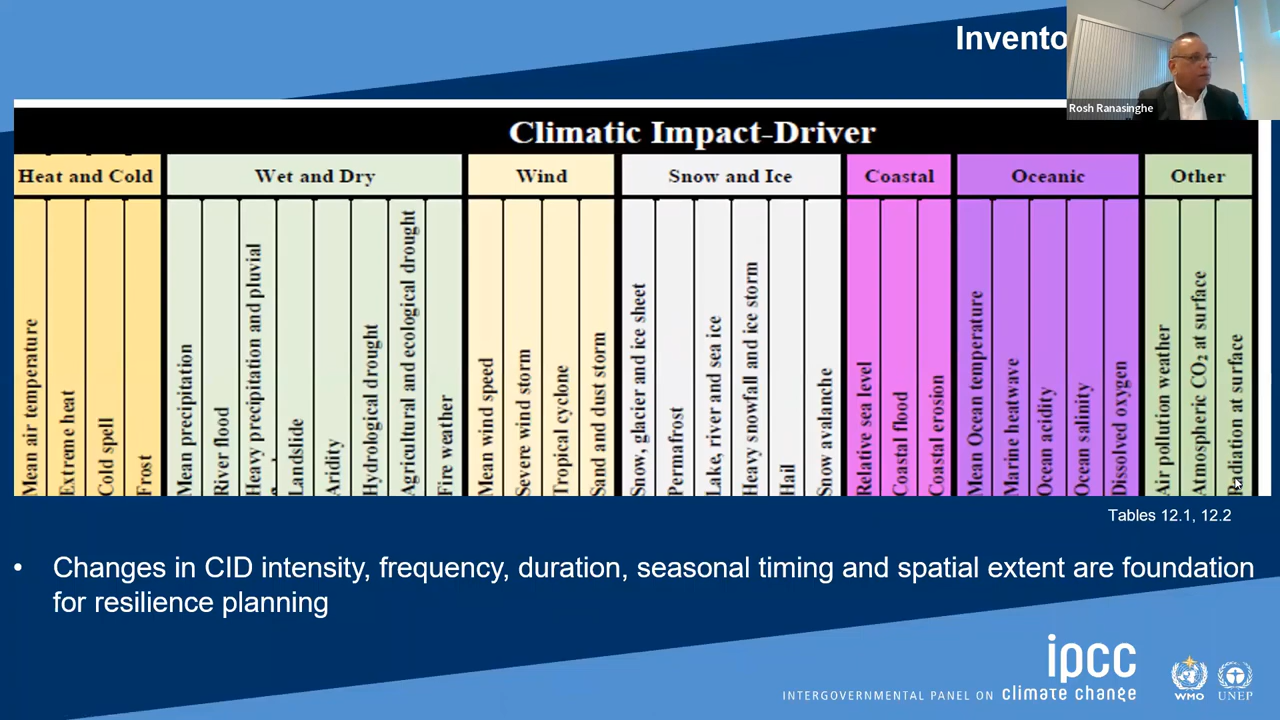 Invento
Rosh Ranasinghe
Climatic Impact-Driver
Heat and Cold
Wet and Dry
Wind
Snow and Ice
Coastal
Oceanic
Other
Mean air temperature
Extreme heat
Cold spell
Frost
Mean precipitation
River flood
Heavy precipitation and pluvial
Landslide
Aridity
Hydrological drought
Agricultural and ecological drought
Fire weather
Mean wind speed
Severe wind storm
Tropical cyclone
Sand and dust storm
Snow, glacier and ice sheet
Permafrost
Lake, river and sea ice
Heavy snowfall and ice storm
Hail
Snow avalanche
Relative sea level
Coastal flood
Coastal erosion
Mean Ocean temperature
Marine heatwave
Ocean acidity
Ocean salinity
Dissolved oxygen
Air pollution weather
Atmospheric CO₂ at surface
Radiation at surface
Tables 12.1, 12.2
• Changes in CID intensity, frequency, duration, seasonal timing and spatial extent are foundation
for resilience planning
ipcc
INTERGOVERNMENTAL PANEL ON climate change
WMO
UNEP